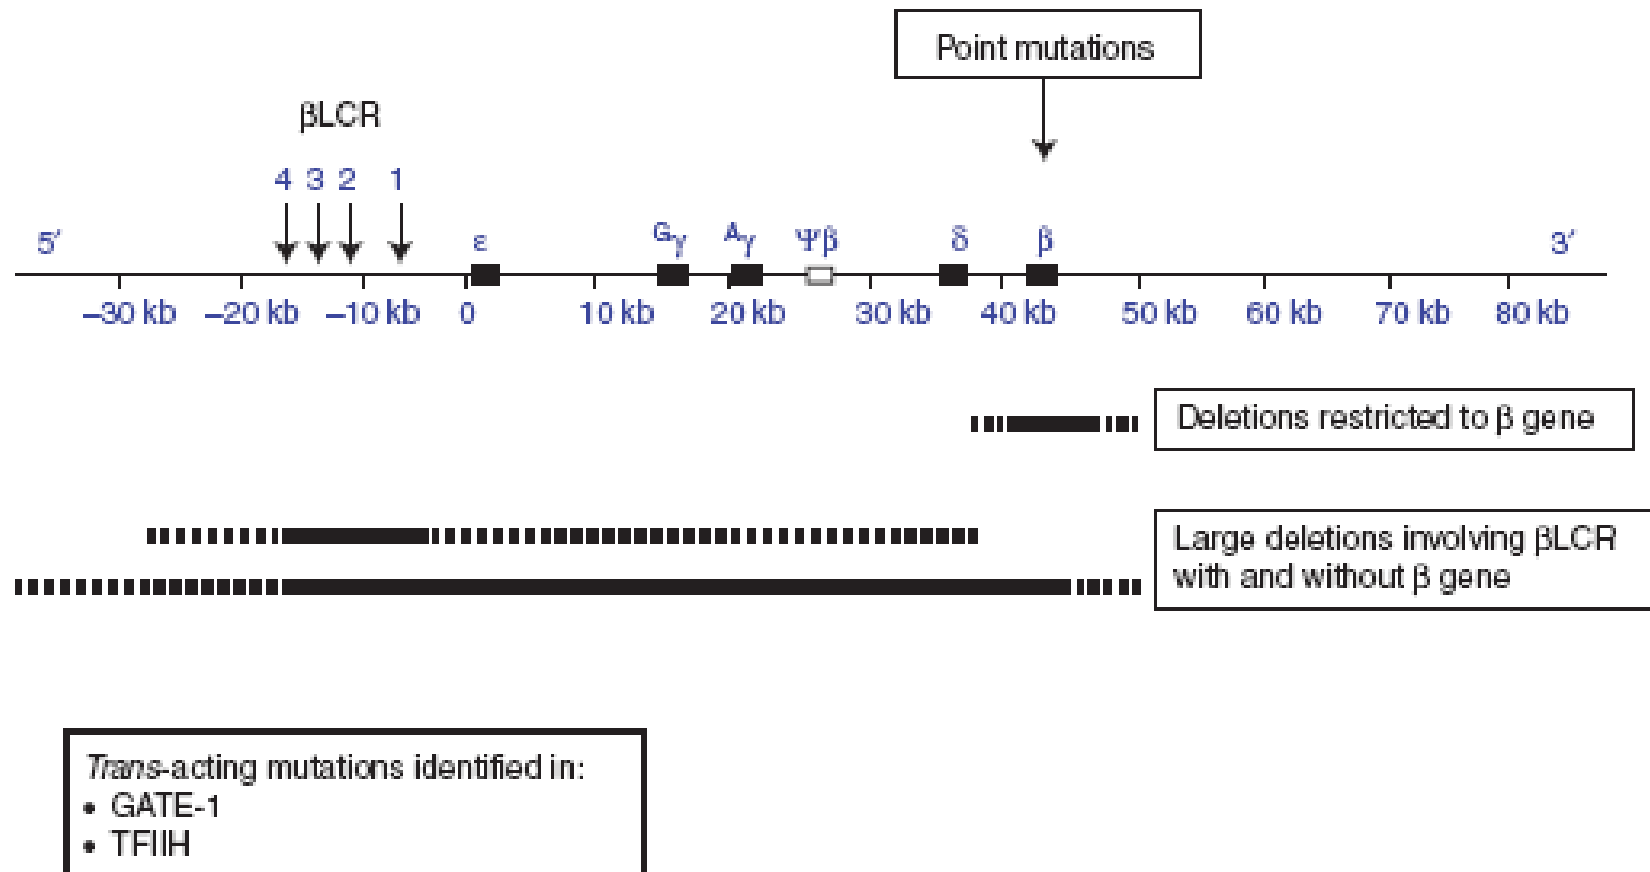 Point mutations
βLCR
4 3 2 1
5′ ε Gγ Aγ Ψβ δ β 3′
–30 kb –20 kb –10 kb 0 10 kb 20 kb 30 kb 40 kb 50 kb 60 kb 70 kb 80 kb
Deletions restricted to β gene
Large deletions involving βLCR
with and without β gene
Trans-acting mutations identified in:
• GATE-1
• TFIIH